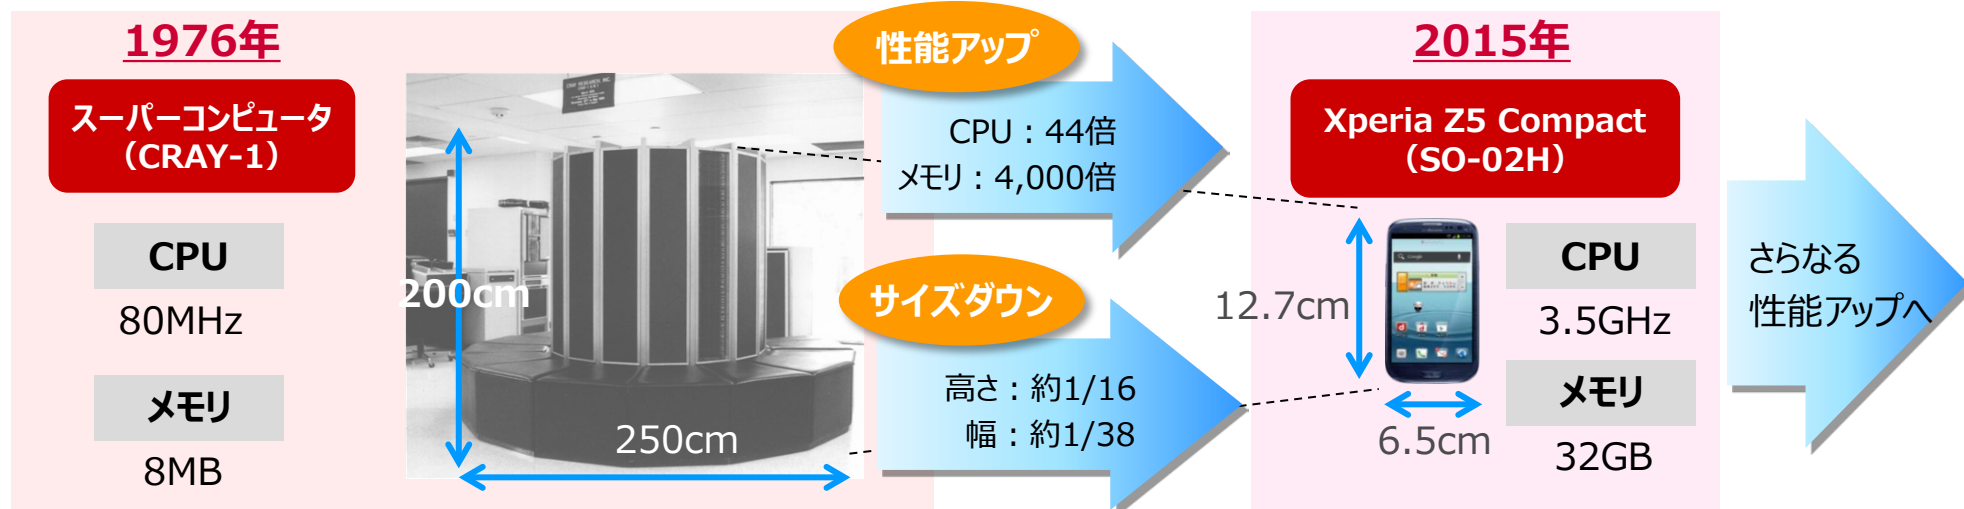 1976年
スーパーコンピュータ
（CRAY-1）
CPU
80MHz
メモリ
8MB
CRAY RESEARCH, INC.
200cm
250cm
性能アップ
CPU：44倍
メモリ：4,000倍
サイズダウン
高さ：約1/16
幅：約1/38
2015年
Xperia Z5 Compact
（SO-02H）
12.7cm
6.5cm
Google
CPU
3.5GHz
メモリ
32GB
さらなる
性能アップへ